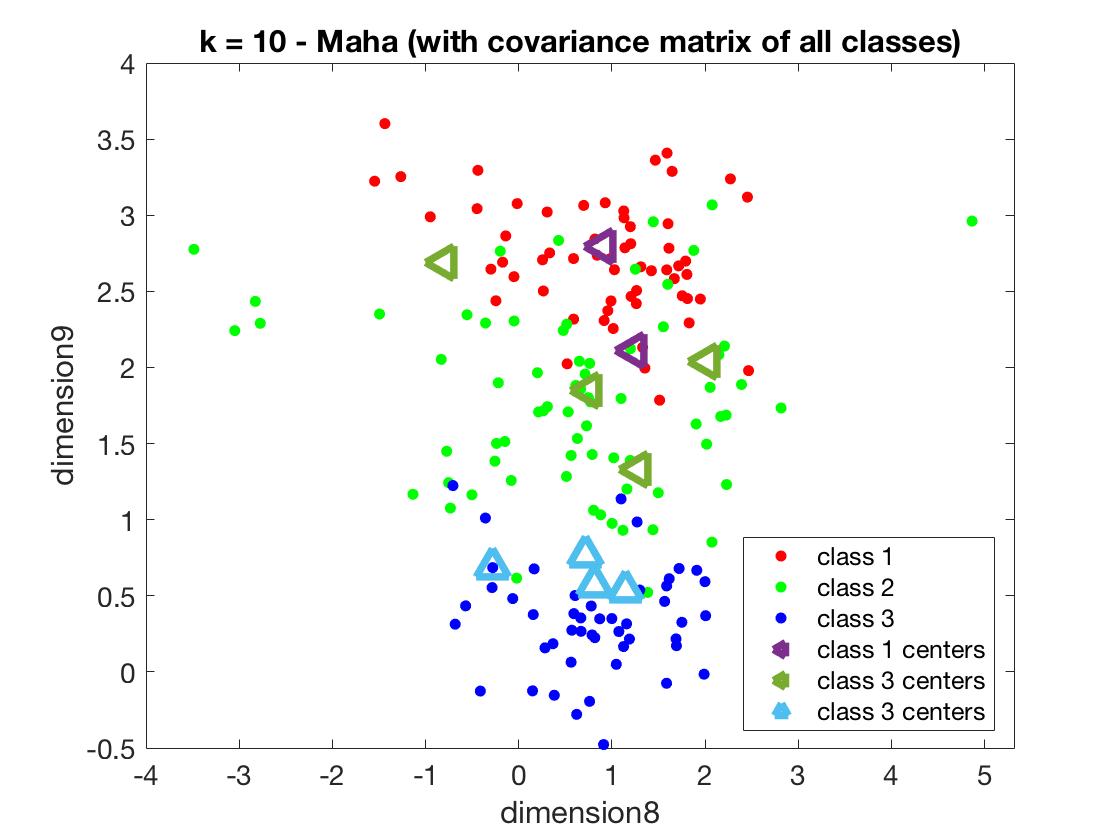 k = 10 - Maha (with covariance matrix of all classes)
4
3.5
3
2.5
2
1.5
1
0.5
0
-0.5
dimension9
-4
-3
-2
-1
0
1
2
3
4
5
dimension8
class 1
class 2
class 3
class 1 centers
class 3 centers
class 3 centers